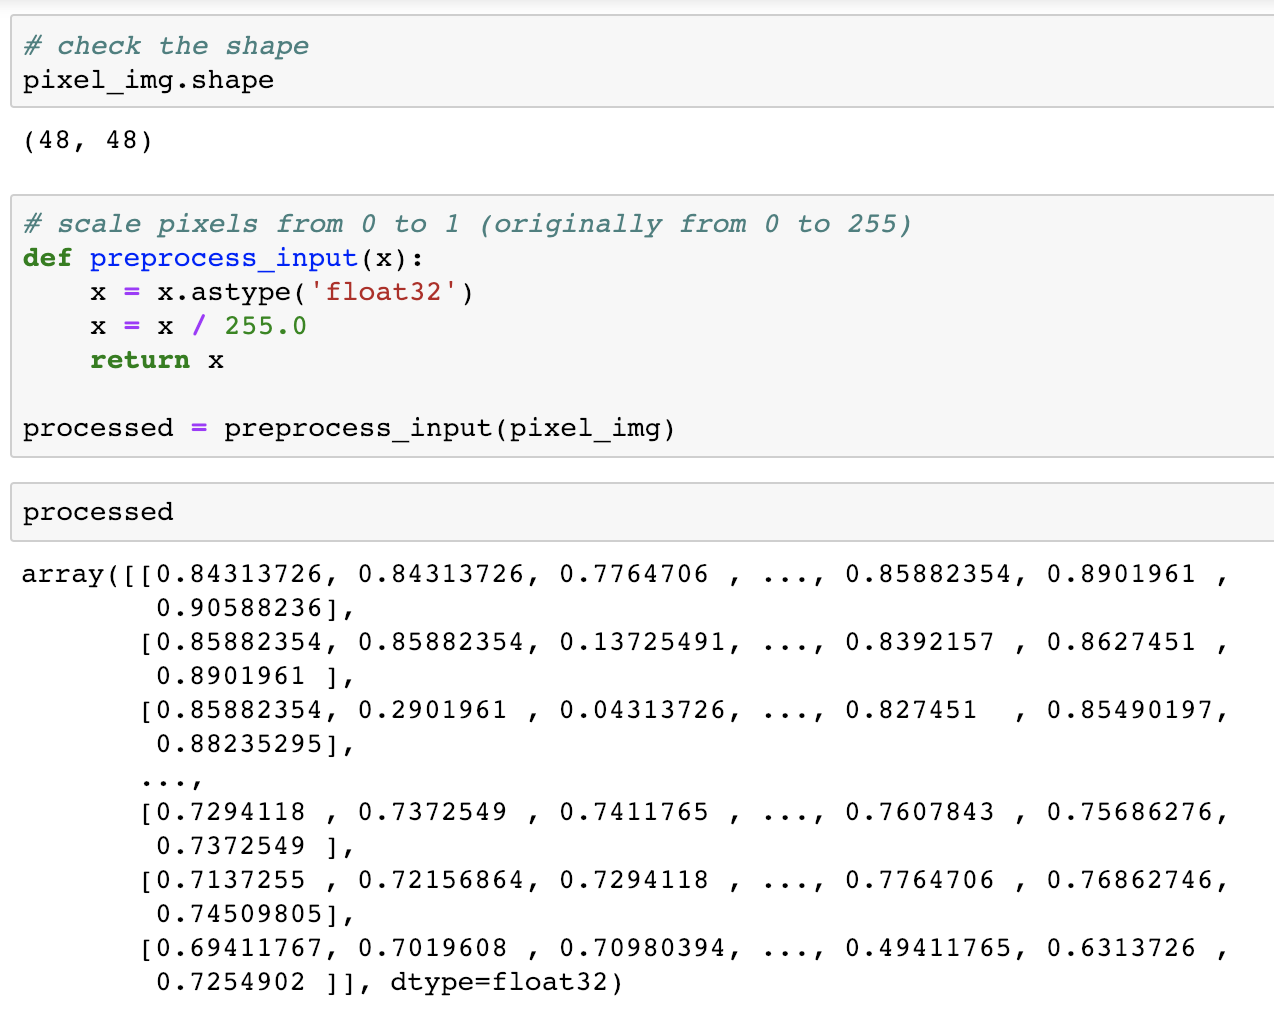 # check the shape
pixel_img.shape
(48, 48)
# scale pixels from 0 to 1 (originally from 0 to 255)
def preprocess_input(x):
    x = x.astype('float32')
    x = x / 255.0
    return x
processed = preprocess_input(pixel_img)
processed
array([[0.84313726, 0.84313726, 0.7764706 , ..., 0.85882354, 0.8901961 ,
        0.90588236],
       [0.85882354, 0.85882354, 0.13725491, ..., 0.8392157 , 0.8627451 ,
        0.8901961 ],
       [0.85882354, 0.2901961 , 0.04313726, ..., 0.827451  , 0.85490197,
        0.88235295],
       ...,
       [0.7294118 , 0.7372549 , 0.7411765 , ..., 0.7607843 , 0.75686276,
        0.7372549 ],
       [0.7137255 , 0.72156864, 0.7294118 , ..., 0.7764706 , 0.76862746,
        0.74509805],
       [0.69411767, 0.7019608 , 0.70980394, ..., 0.49411765, 0.6313726 ,
        0.7254902 ]], dtype=float32)